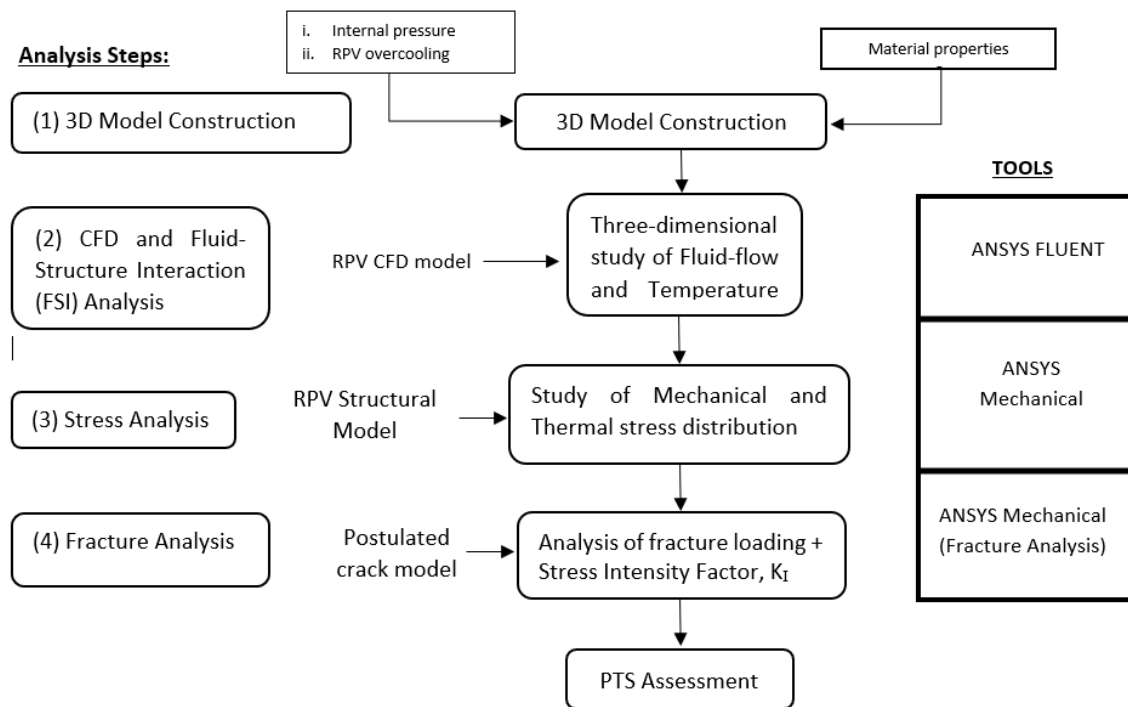 Analysis Steps:
i. Internal pressure
ii. RPV overcooling
Material properties
(1) 3D Model Construction
3D Model Construction
TOOLS
(2) CFD and Fluid-
Structure Interaction
(FSI) Analysis
RPV CFD model
Three-dimensional
study of Fluid-flow
and Temperature
ANSYS FLUENT
(3) Stress Analysis
RPV Structural
Model
Study of Mechanical and
Thermal stress distribution
ANSYS
Mechanical
(4) Fracture Analysis
Postulated
crack model
Analysis of fracture loading +
Stress Intensity Factor, K<sub>I</sub>
ANSYS Mechanical
(Fracture Analysis)
PTS Assessment